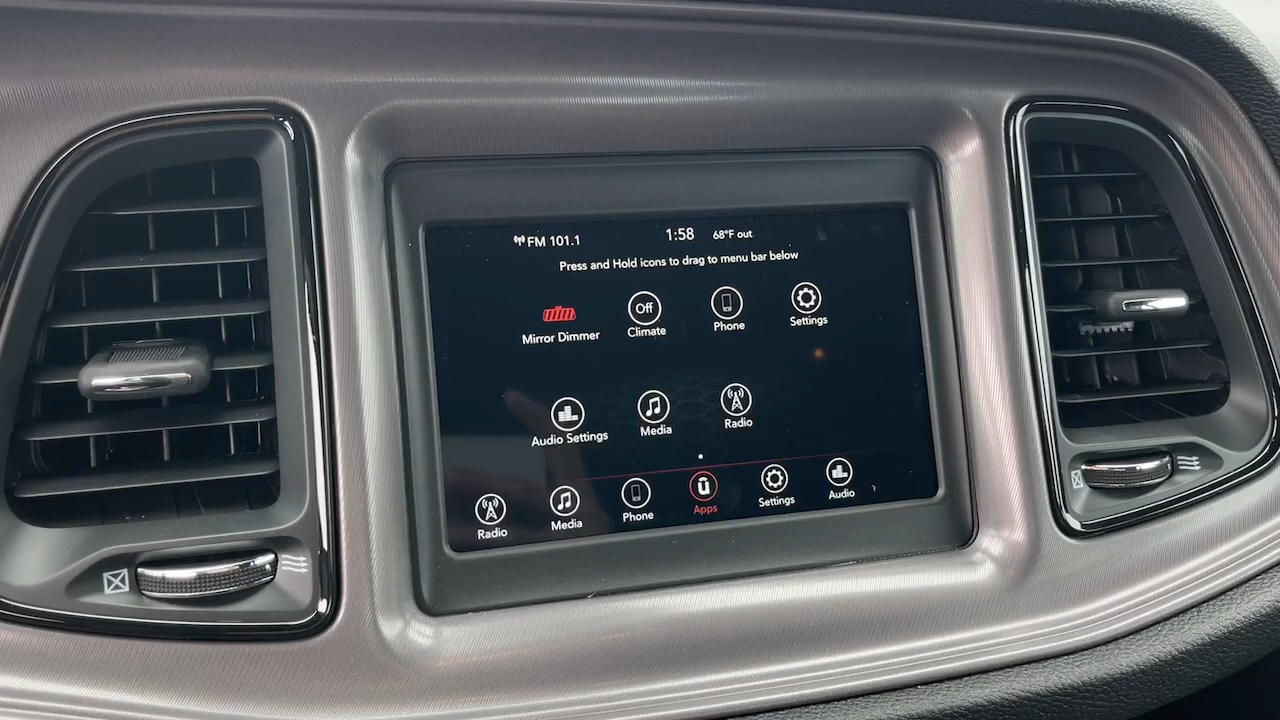 FM 101.1 1:58 68°F out
Press and Hold icons to drag to menu bar below
Mirror Dimmer
Off
Climate
Phone
Settings
Audio Settings
Media
Radio
Radio
Media
Phone
Apps
Settings
Audio